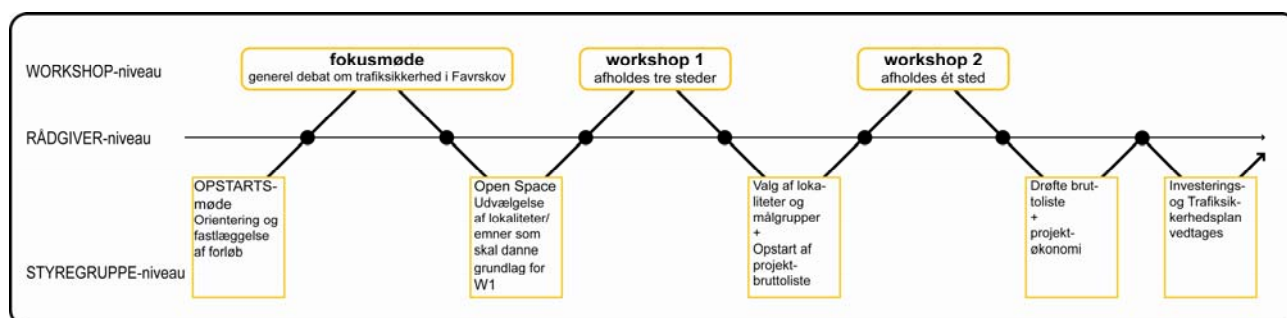 WORKSHOP-niveau
fokusmøde
generel debat om trafiksikkerhed i Favrskov
workshop 1
afholdes tre steder
workshop 2
afholdes ét sted
RÅDGIVER-niveau
STYREGRUPPE-niveau
OPSTARTS-
møde
Orientering og
fastlæggelse
af forløb
Open Space
Udvælgelse
af lokaliteter/
emner som
skal danne
grundlag for
W1
Valg af loka-
liteter og
målgrupper
+
Opstart af
projekt-
bruttoliste
Drøfte brut-
toliste
+
projekt-
økonomi
Investerings-
og Trafiksik-
kerhedsplan
vedtages